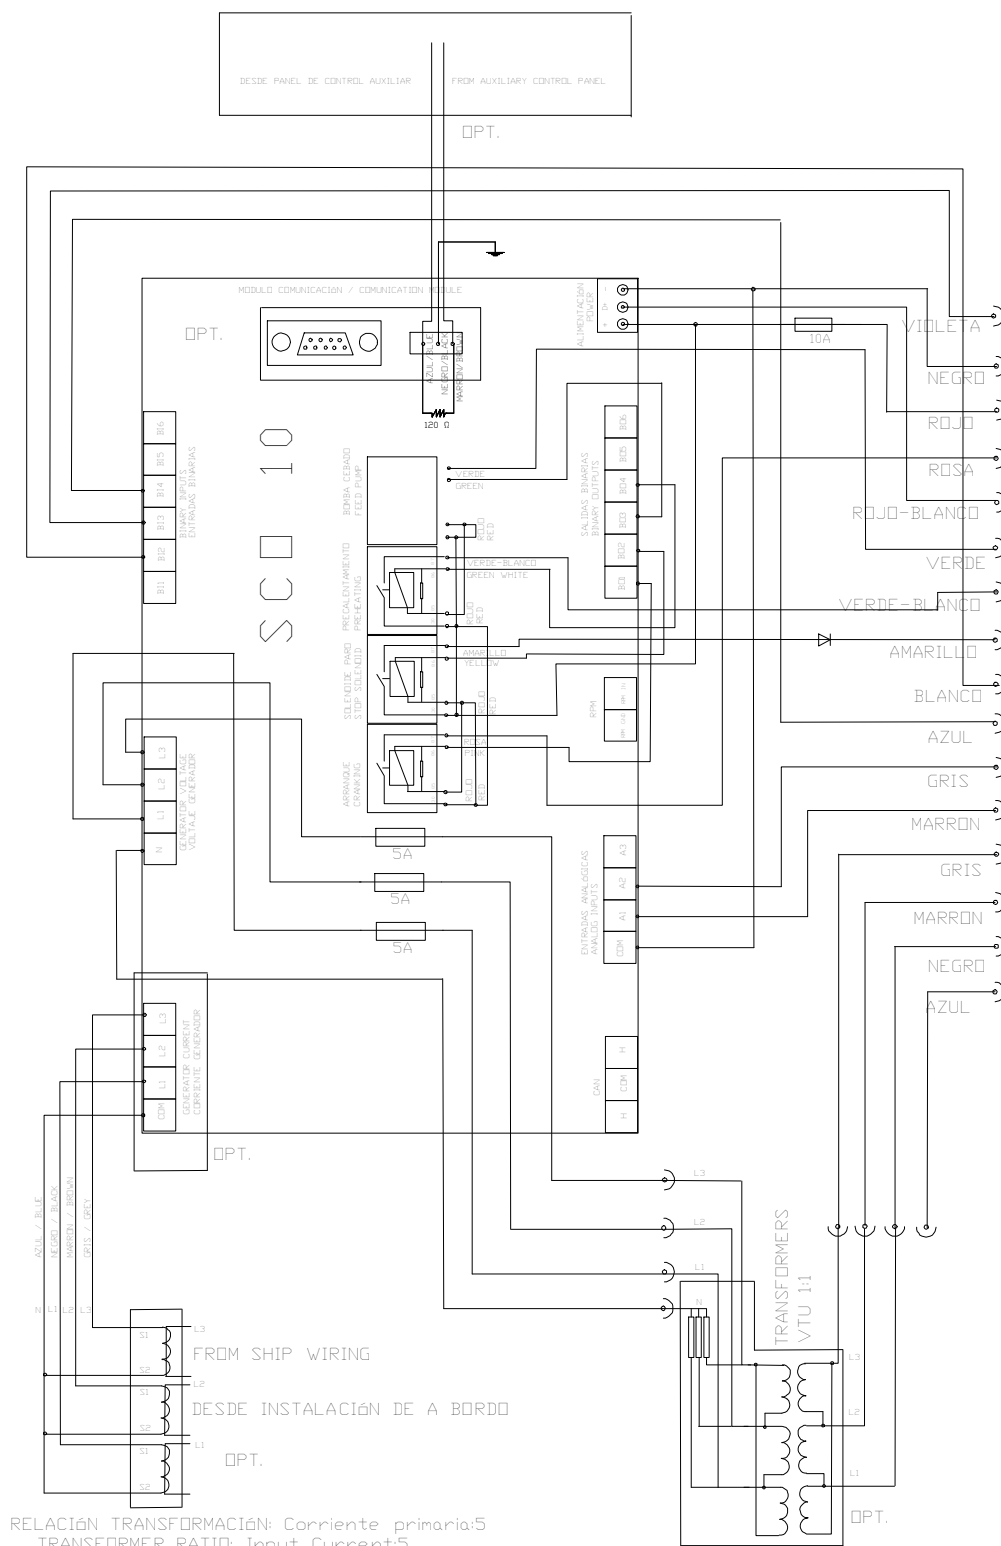 DESDE PANEL DE CONTROL AUXILIAR
FROM AUXILIARY CONTROL PANEL
OPT.
MODULO COMUNICACIÓN / COMUNICATION MODULE
OPT.
AZUL/BLUE
NEGRO/BLACK
MARRON/BROWN
120 Ω
ALIMENTACIÓN
POWER
-
D+
+
10A
VIOLETA
NEGRO
ROJO
ROSA
ROJO-BLANCO
VERDE
VERDE-BLANCO
AMARILLO
BLANCO
AZUL
GRIS
MARRON
GRIS
MARRON
NEGRO
AZUL
SCO 10
BI6
BI5
BI4
BI3
BI2
BI1
BINARY INPUTS
ENTRADAS BINARIAS
BOMBA CEBADO
FEED PUMP
VERDE
GREEN
ROJO
RED
PRECALENTAMIENTO
PREHEATING
VERDE-BLANCO
GREEN WHITE
ROJO
RED
SOLENOIDE PARO
STOP SOLENOID
AMARILLO
YELLOW
ROJO
RED
ARRANQUE
CRANKING
ROSA
PINK
ROJO
RED
SALIDAS BINARIAS
BINARY OUTPUTS
BO6
BO5
BO4
BO3
BO2
BO1
RPM
RPM IN
RPM GND
L3
L2
L1
N
GENERATOR VOLTAGE
VOLTAJE GENERADOR
5A
5A
5A
ENTRADAS ANALÓGICAS
ANALOG INPUTS
A3
A2
A1
COM
L3
L2
L1
COM
GENERATOR CURRENT
CORRIENTE GENERADOR
OPT.
CAN
H
COM
H
AZUL / BLUE
NEGRO / BLACK
MARRON / BROWN
GRIS / GREY
N L1 L2 L3
L3
L2
L1
N
TRANSFORMERS
VTU 1:1
L3
L2
L1
OPT.
S1
S2
L3
S1
S2
L2
S1
S2
L1
FROM SHIP WIRING
DESDE INSTALACIóN DE A BORDO
OPT.
RELACIóN TRANSFORMACIóN: Corriente primaria:5
TRANSFORMER RATIO: Input Current:5